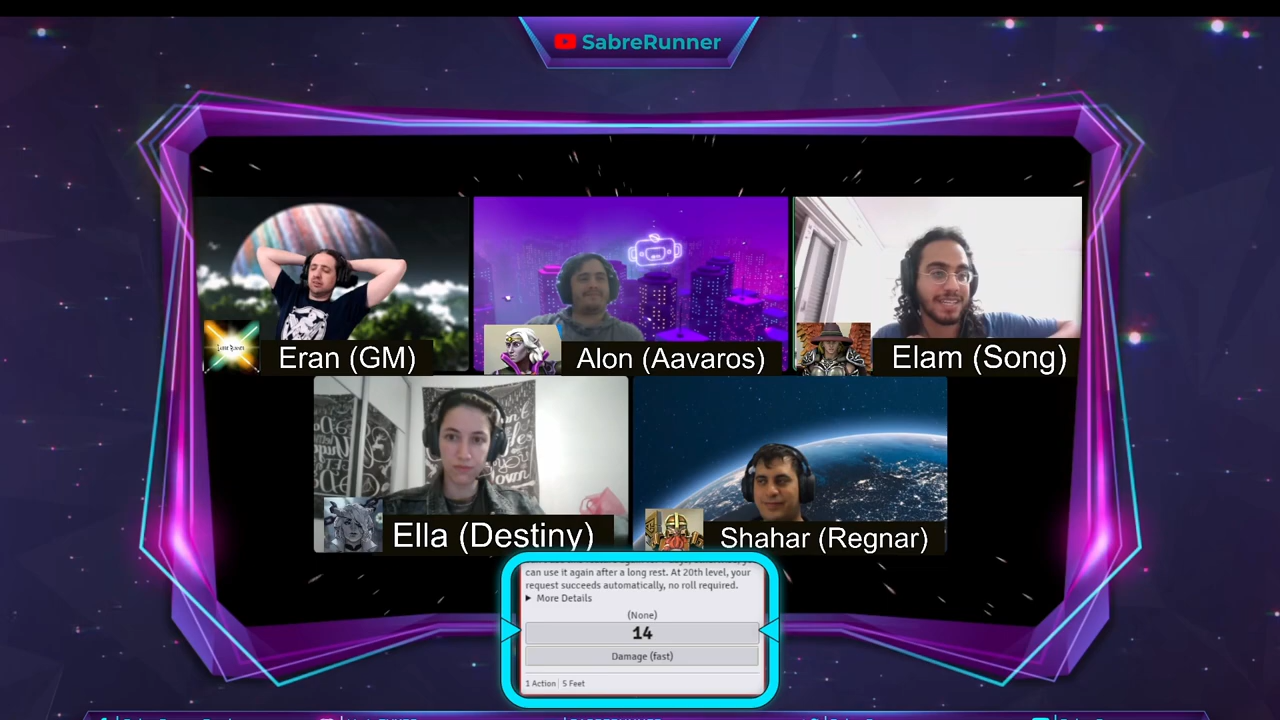 SabreRunner
Eran (GM)
Alon (Aavaros)
Elam (Song)
Ella (Destiny)
Shahar (Regnar)
can use it again after a long rest. At 20th level, your
request succeeds automatically, no roll required.
More Details
(None)
14
Damage (fast)
1 Action
5 Feet